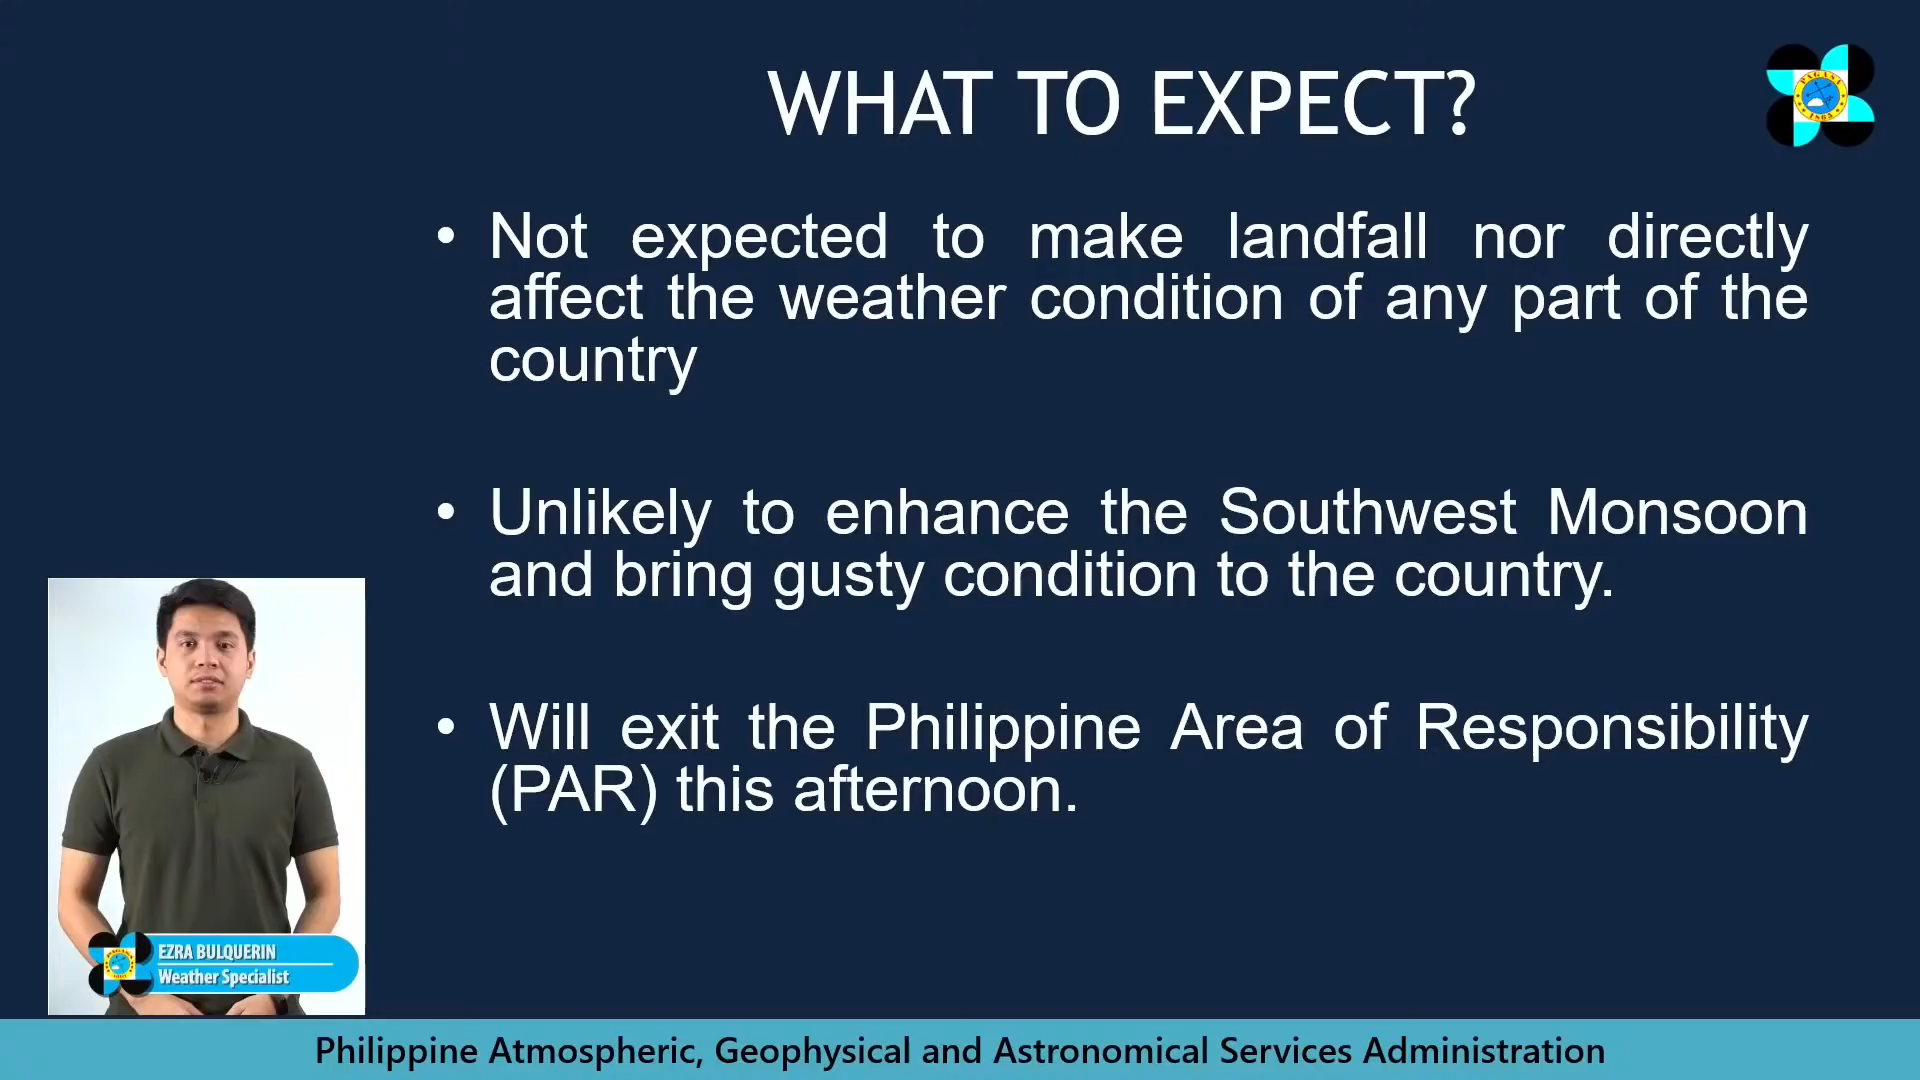 WHAT TO EXPECT?
PAGASA
1865
• Not expected to make landfall nor directly
affect the weather condition of any part of the
country
• Unlikely to enhance the Southwest Monsoon
and bring gusty condition to the country.
• Will exit the Philippine Area of Responsibility
(PAR) this afternoon.
EZRA BULQUERIN
Weather Specialist
Philippine Atmospheric, Geophysical and Astronomical Services Administration